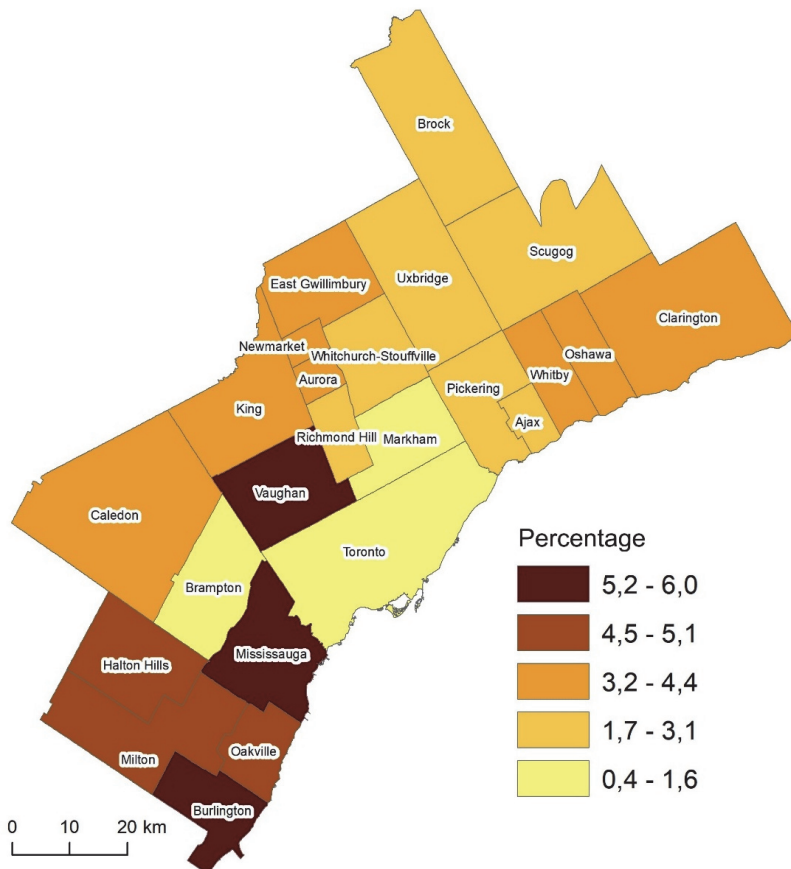 Brock
Scugog
Uxbridge
East Gwillimbury
Clarington
Newmarket
Whitchurch-Stouffville
Oshawa
Whitby
Aurora
Pickering
King
Ajax
Richmond Hill
Markham
Vaughan
Caledon
Toronto
Brampton
Mississauga
Halton Hills
Oakville
Milton
Burlington
Percentage
5,2 - 6,0
4,5 - 5,1
3,2 - 4,4
1,7 - 3,1
0,4 - 1,6
0 10 20 km